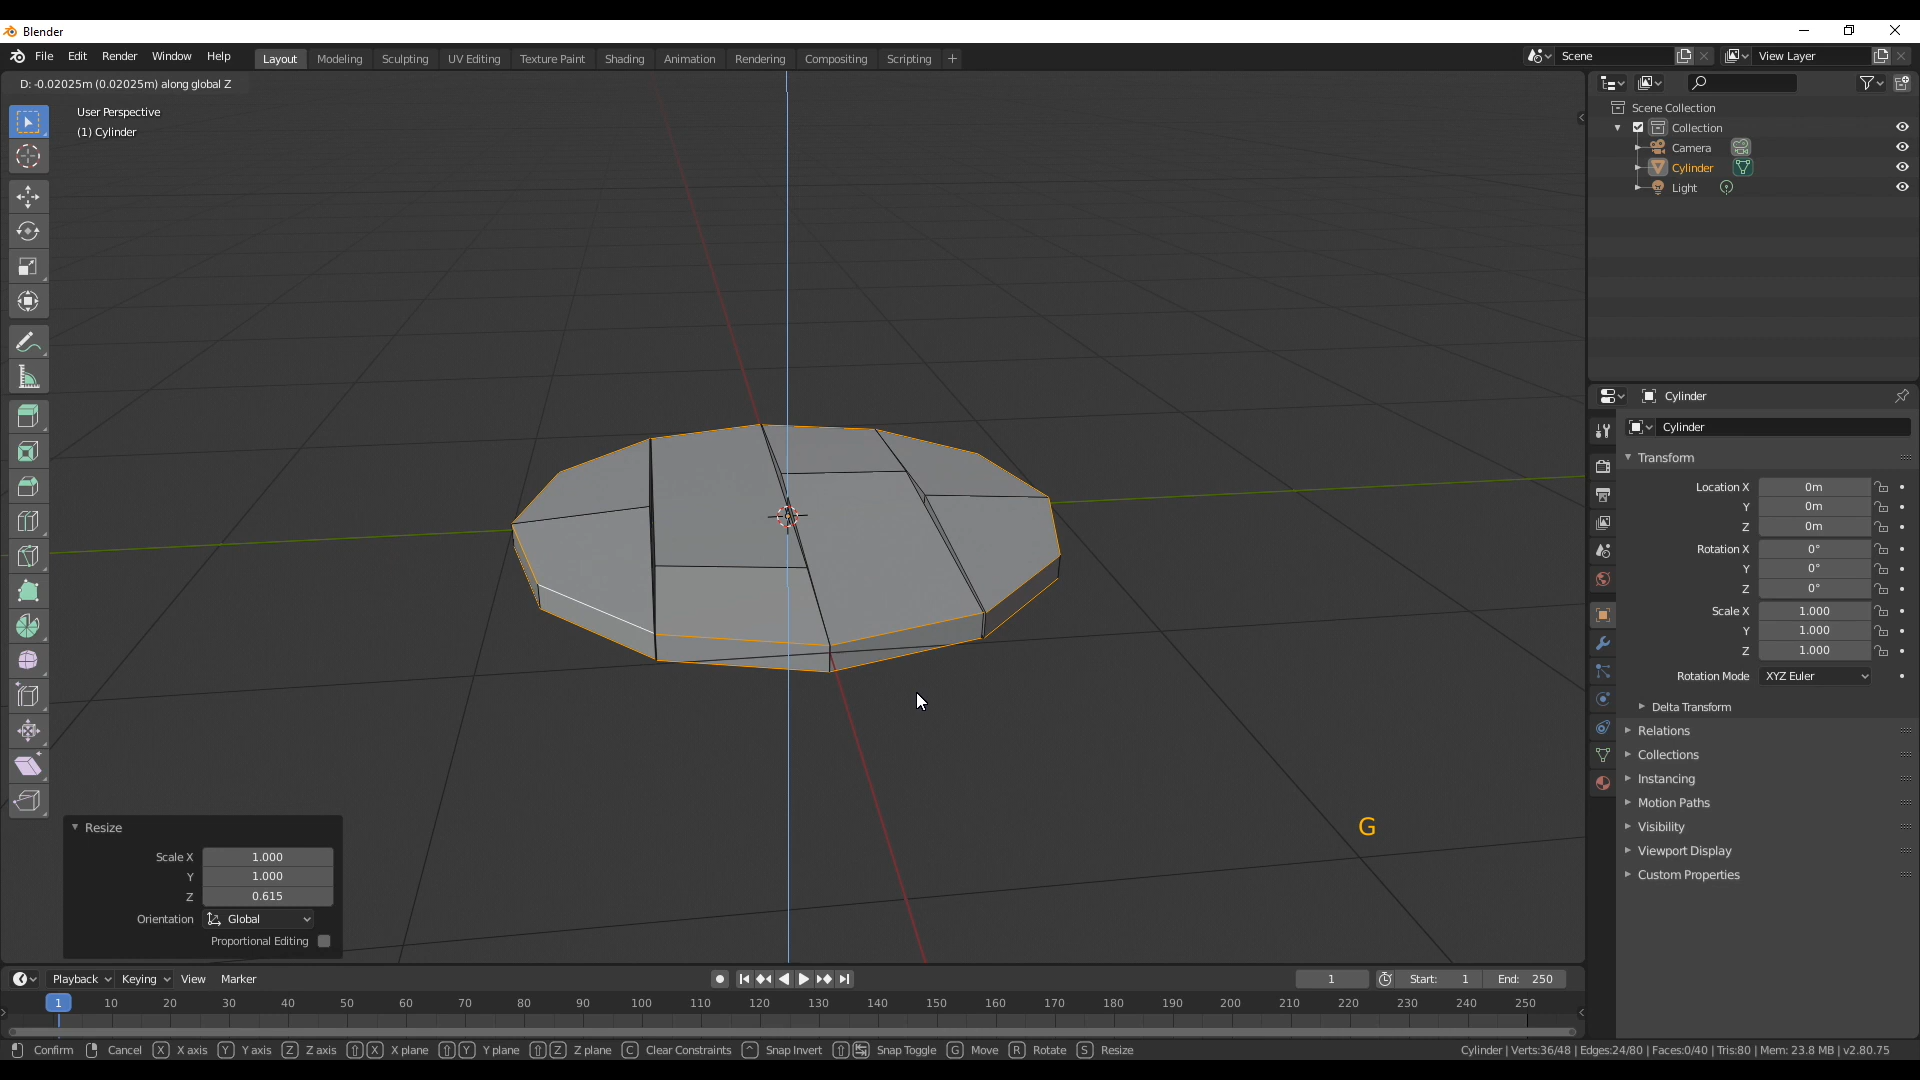 Blender
File Edit Render Window Help
Layout Modeling Sculpting UV Editing Texture Paint Shading Animation Rendering Compositing Scripting +
Scene
View Layer
D: -0.02025m (0.02025m) along global Z
User Perspective
(1) Cylinder
Scene Collection
Collection
Camera
Cylinder
Light
Cylinder
Cylinder
Transform
Location X 0m
Y 0m
Z 0m
Rotation X 0°
Y 0°
Z 0°
Scale X 1.000
Y 1.000
Z 1.000
Rotation Mode XYZ Euler
Delta Transform
Relations
Collections
Instancing
Motion Paths
Visibility
Viewport Display
Custom Properties
G
Resize
Scale X 1.000
Y 1.000
Z 0.615
Orientation Global
Proportional Editing
Playback Keying View Marker
1 Start: 1 End: 250
1 10 20 30 40 50 60 70 80 90 100 110 120 130 140 150 160 170 180 190 200 210 220 230 240 250
Confirm Cancel X X axis Y Y axis Z Z axis X X plane Y Y plane Z Z plane C Clear Constraints Snap Invert Snap Toggle G Move R Rotate S Resize
Cylinder | Verts:36/48 | Edges:24/80 | Faces:0/40 | Tris:80 | Mem: 23.8 MB | v2.80.75